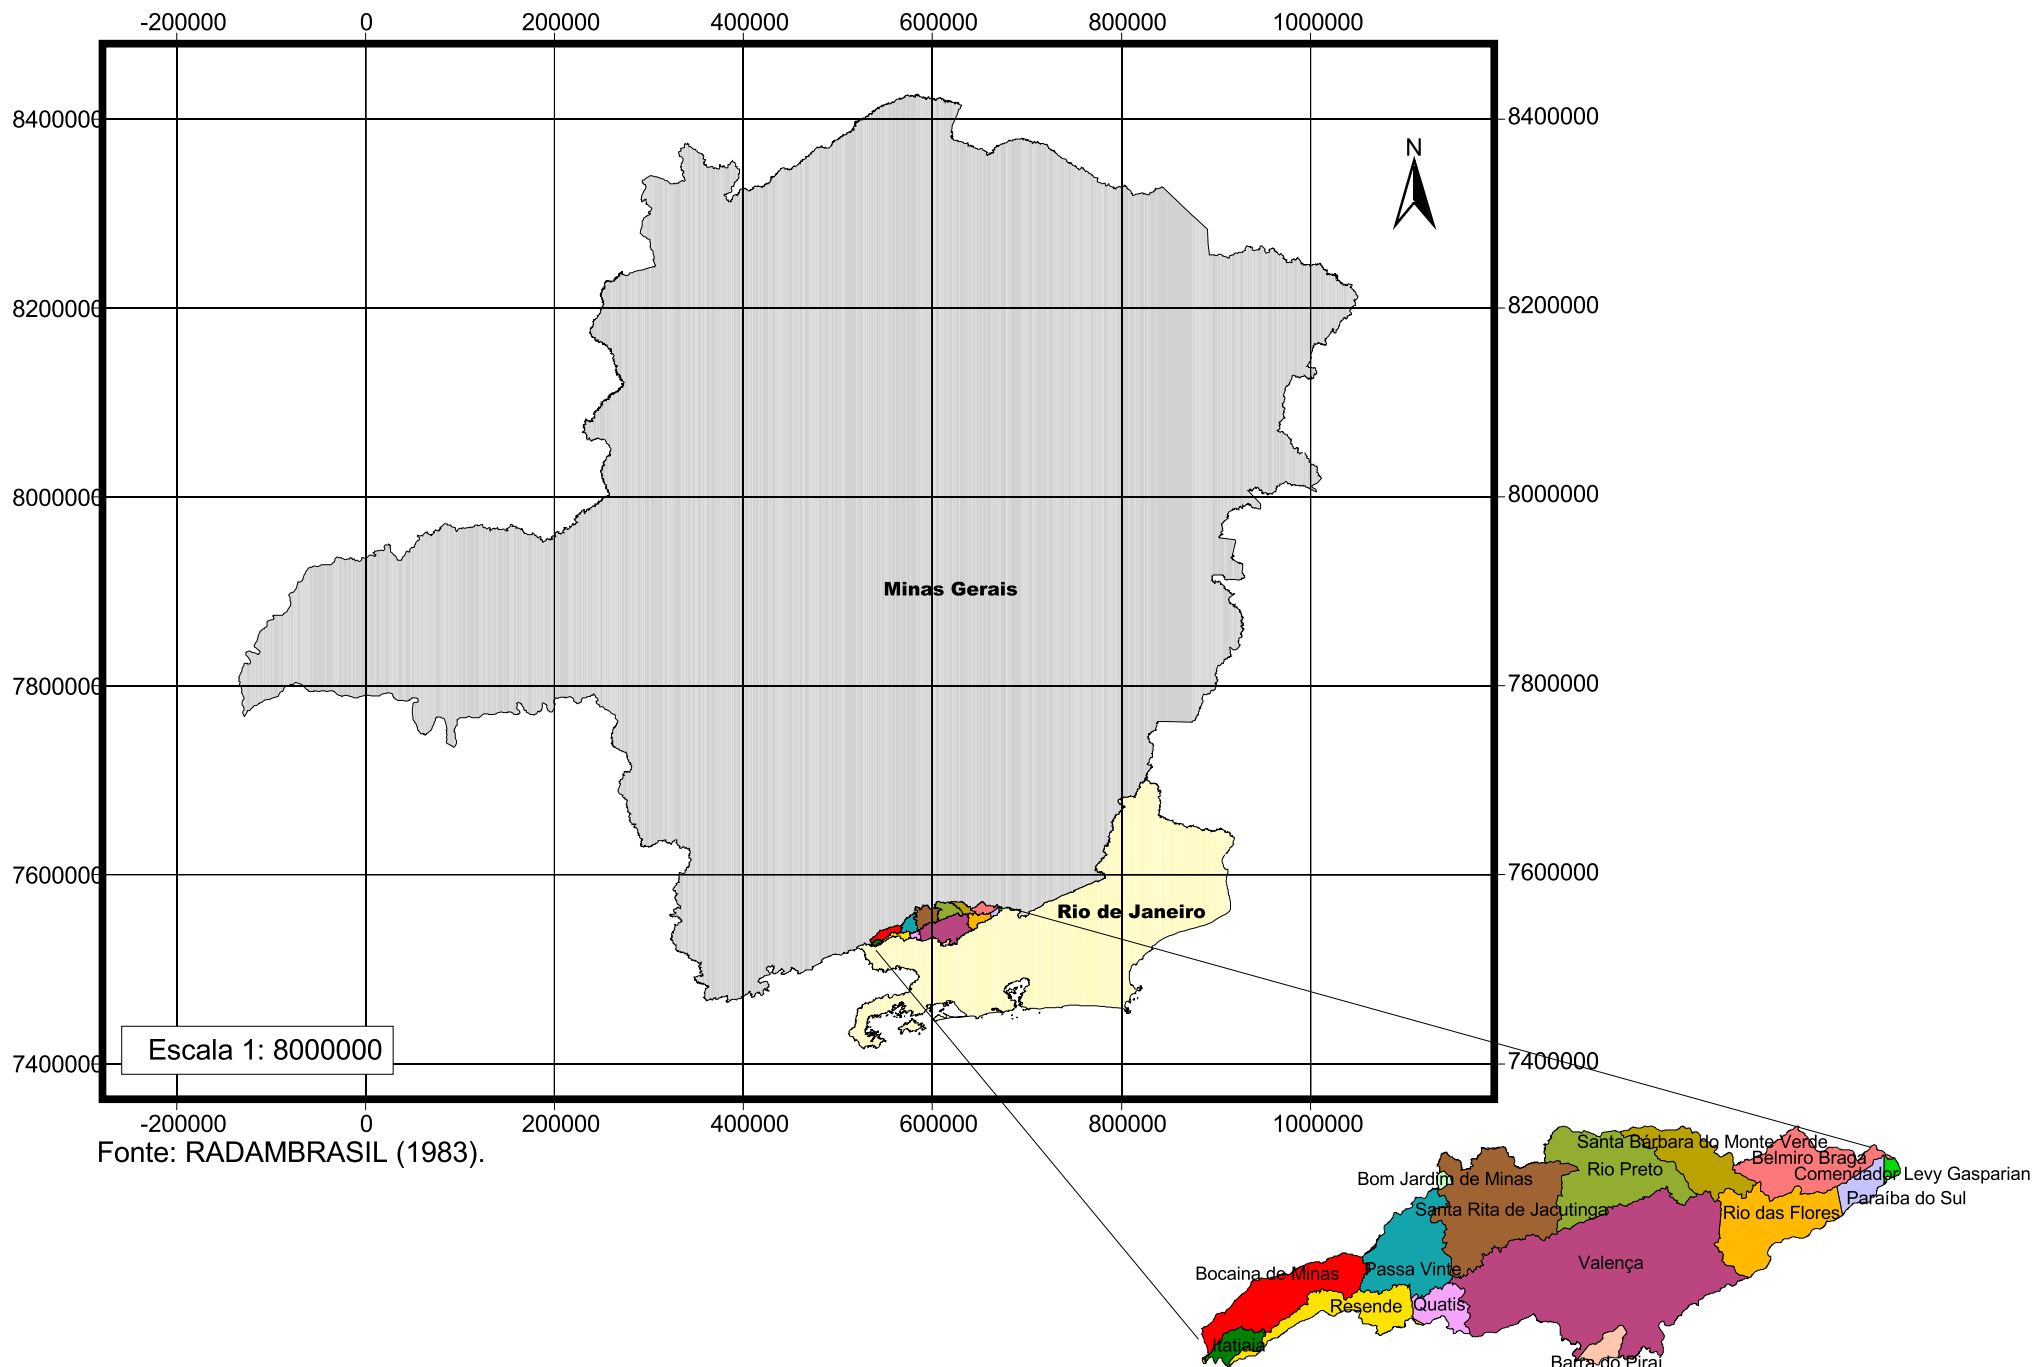 -200000 0 200000 400000 600000 800000 1000000
8400000 8400000
N
8200000 8200000
8000000 8000000
Minas Gerais
7800000 7800000
7600000 7600000
Rio de Janeiro
Escala 1: 8000000
7400000 7400000
-200000 0 200000 400000 600000 800000 1000000
Fonte: RADAMBRASIL (1983).
Santa Bárbara do Monte Verde
Belmiro Braga
Rio Preto
Comendador Levy Gasparian
Bom Jardim de Minas
Paraíba do Sul
Santa Rita de Jacutinga
Rio das Flores
Valença
Passa Vinte
Bocaina de Minas
Quatis
Resende
Itatiaia
Barra do Piraí